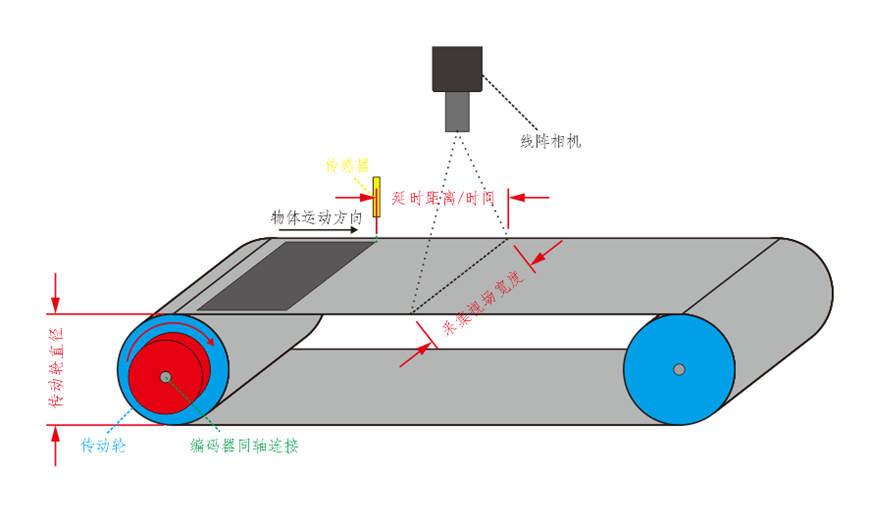 线阵相机
传感器
延时距离/时间
物体运动方向
采集现场宽度
传动轮直径
传动轮
编码器同轴连接